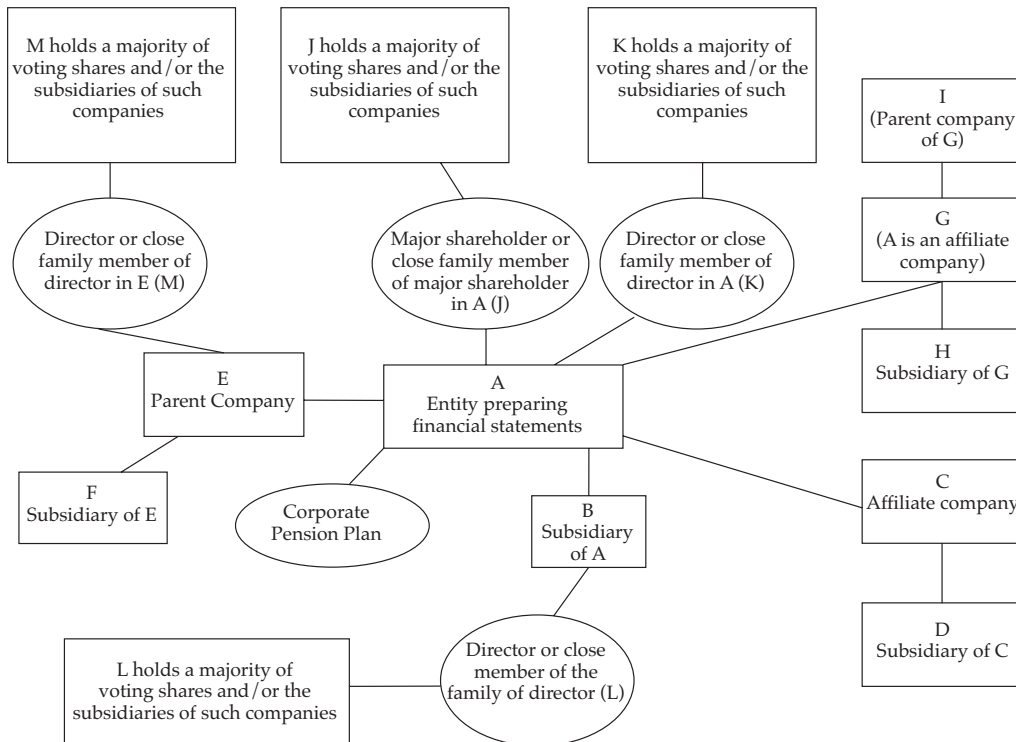 M holds a majority of
voting shares and/or the
subsidiaries of such
companies
J holds a majority of
voting shares and/or the
subsidiaries of such
companies
K holds a majority of
voting shares and/or the
subsidiaries of such
companies
I
(Parent company
of G)
Director or close
family member of
director in E (M)
Major shareholder or
close family member
of major shareholder
in A (J)
Director or close
family member of
director in A (K)
G
(A is an affiliate
company)
E
Parent Company
A
Entity preparing
financial statements
H
Subsidiary of G
F
Subsidiary of E
Corporate
Pension Plan
B
Subsidiary
of A
C
Affiliate company
L holds a majority of
voting shares and/or the
subsidiaries of such companies
Director or close
member of the
family of director (L)
D
Subsidiary of C